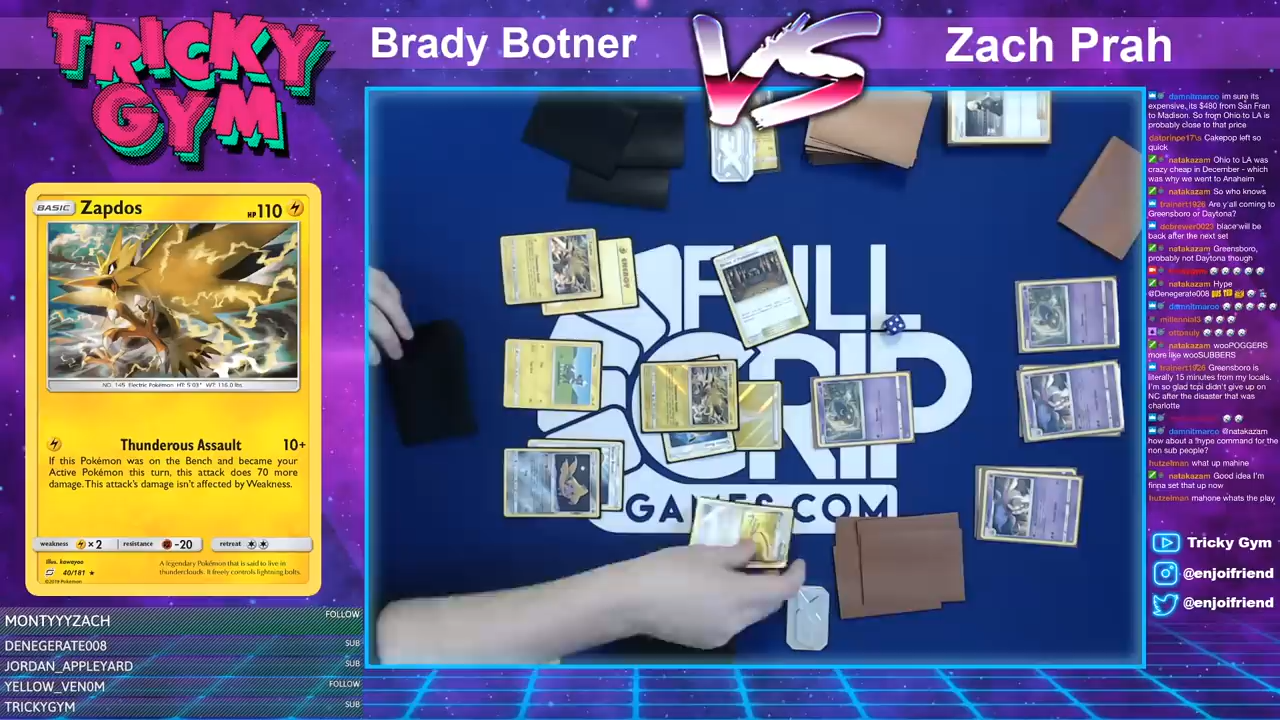 TRICKY
GYM
Brady Botner
VS
Zach Prah
BASIC Zapdos HP 110
NO. 145 Electric Pokémon HT: 5'03" WT: 116.0 lbs.
Thunderous Assault 10+
If this Pokémon was on the Bench and became your
Active Pokémon this turn, this attack does 70 more
damage. This attack's damage isn't affected by Weakness.
weakness ×2 resistance -20 retreat
Illus. kawayoo
40/181
©2019 Pokémon
A legendary Pokémon that is said to live in
thunderclouds. It freely controls lightning bolts.
MONTYYYZACH FOLLOW
DENEGERATE008 SUB
JORDAN_APPLEYARD SUB
YELLOW_VEN0M FOLLOW
TRICKYGYM SUB
FULL
GRIP
GAMES.COM
ENERGY
damnitmarco im sure its
expensive, its $480 from San Fran
to Madison. So from Ohio to LA is
probably close to that price
Cakepop left so
quick
natakazam Ohio to LA was
crazy cheap in December - which
was why we went to Anaheim
natakazam So who knows
trainert1926 Are y'all coming to
Greensboro or Daytona?
dcbrewer0023 blace will be
back after the next set
natakazam Greensboro,
probably not Daytona though
natakazam Hype
@Denegerate008
damnitmarco
millennial3
ottpauly
natakazam wooPOGGERS
more like wooSUBBERS
trainert1926 Greensboro is
literally 15 minutes from my locals.
I'm so glad tcpi didn't give up on
NC after the disaster that was
charlotte
damnitmarco @natakazam
how about a !hype command for the
non sub people?
hutzelman what up mahine
natakazam Good idea I'm
finna set that up now
hutzelman mahone whats the play
Tricky Gym
@enjoifriend
@enjoifriend